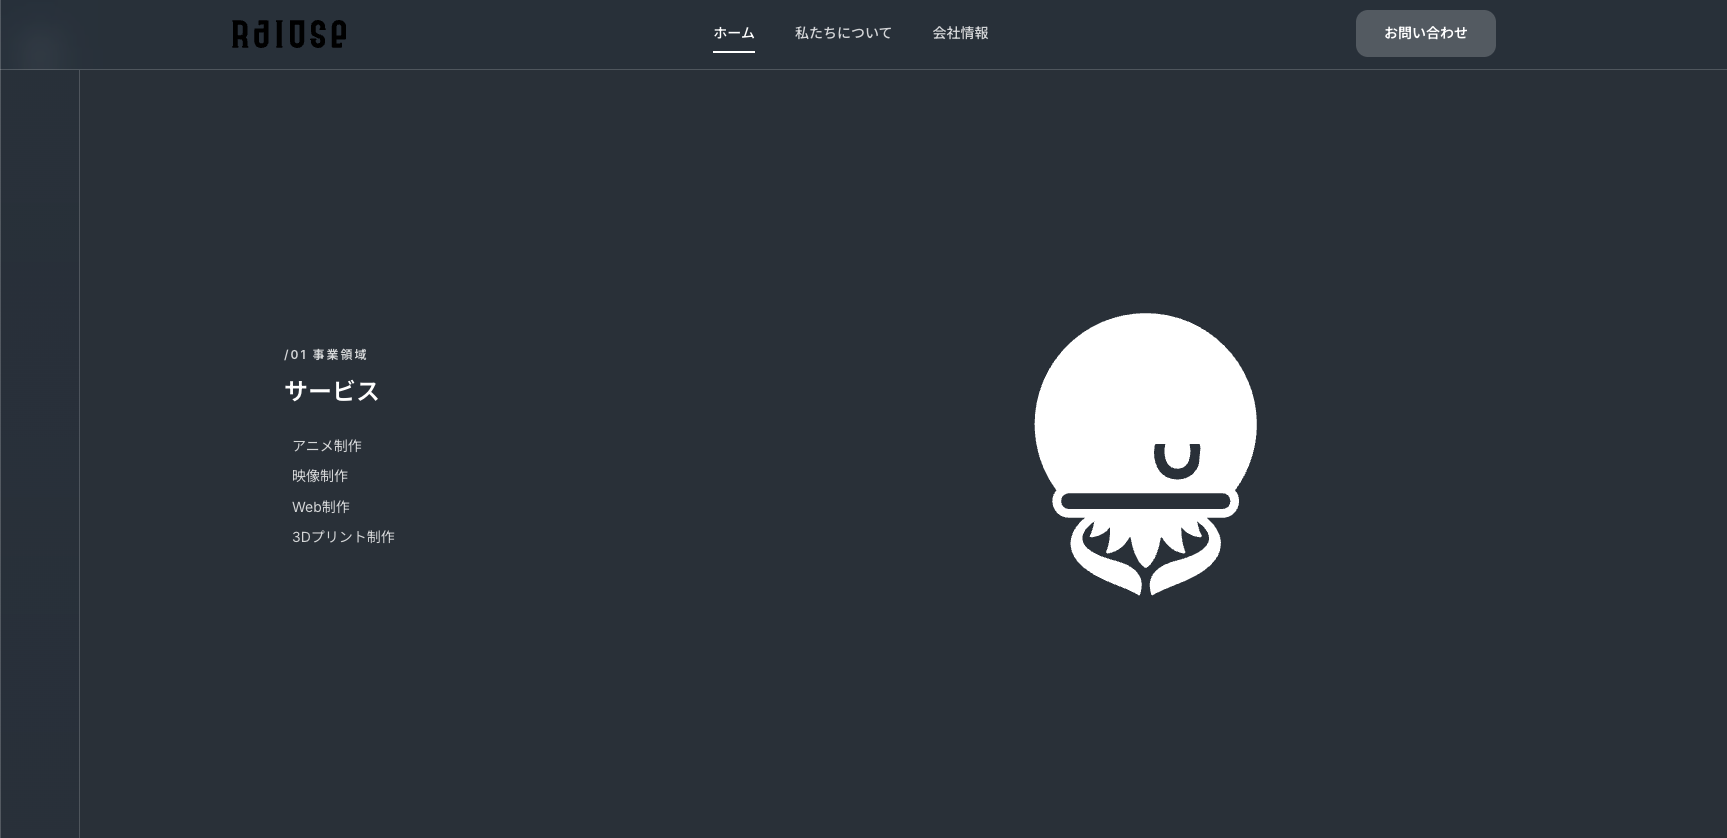 Raiuse
ホーム
私たちについて
会社情報
お問い合わせ
/01 事業領域
サービス
アニメ制作
映像制作
Web制作
3Dプリント制作